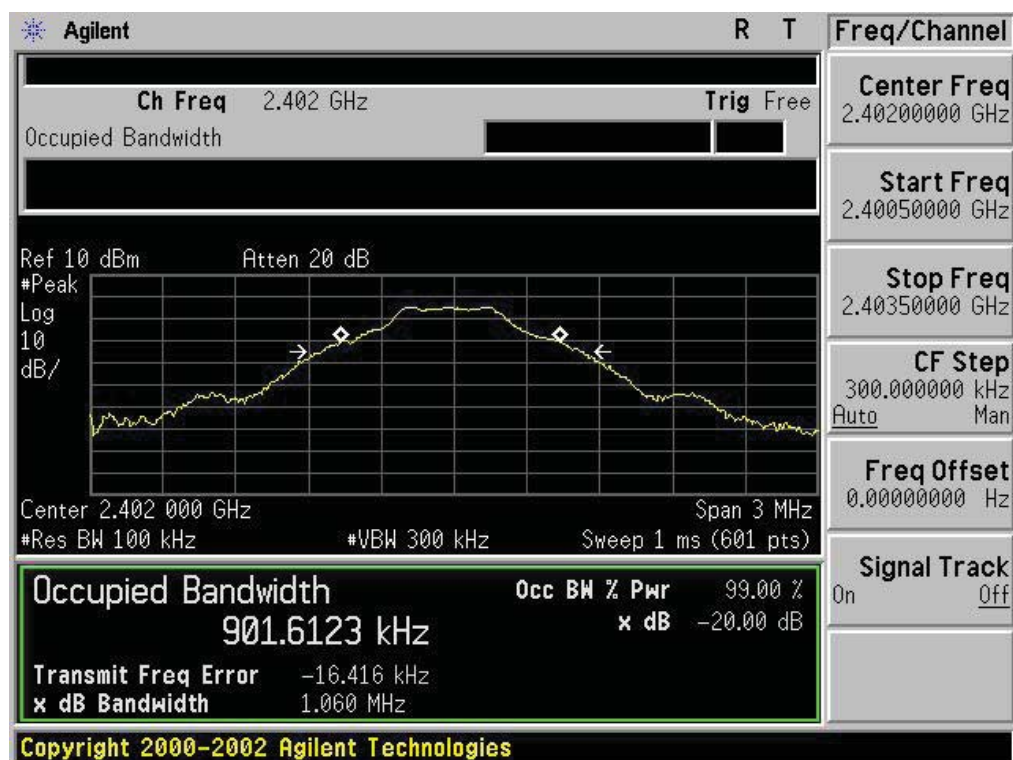 Agilent R T
Ch Freq 2.402 GHz Trig Free
Occupied Bandwidth
Ref 10 dBm Atten 20 dB
#Peak
Log
10
dB/
Center 2.402 000 GHz Span 3 MHz
#Res BW 100 kHz #VBW 300 kHz Sweep 1 ms (601 pts)
Occupied Bandwidth Occ BW % Pwr 99.00 %
901.6123 kHz x dB -20.00 dB
Transmit Freq Error -16.416 kHz
x dB Bandwidth 1.060 MHz
Copyright 2000-2002 Agilent Technologies
Freq/Channel
Center Freq
2.40200000 GHz
Start Freq
2.40050000 GHz
Stop Freq
2.40350000 GHz
CF Step
300.000000 kHz
Auto Man
Freq Offset
0.00000000 Hz
Signal Track
On Off